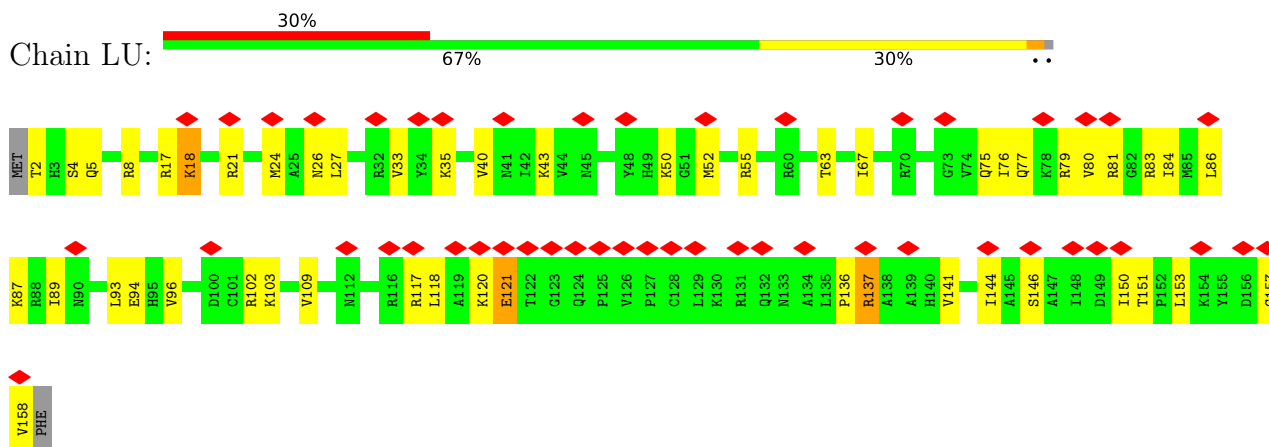 30%
Chain LU:
67% 30% ..
MET T2 H3 S4 Q5 R8 R17 K18 R21 M24 A25 N26 L27 R32 V33 Y34 K35 V40 N41 I42 K43 V44 N45 Y48 H49 K50 G51 M52 R55 R60 T63 I67 R70 G73 V74 Q75 I76 Q77 K78 R79 V80 R81 G82 R83 I84 M85 L86
K87 R88 I89 N90 L93 E94 H95 V96 D100 C101 R102 K103 V109 N112 R116 R117 L118 A119 K120 E121 T122 G123 Q124 P125 V126 P127 C128 L129 K130 R131 Q132 N133 A134 L135 P136 R137 A138 A139 H140 V141 I144 A145 S146 A147 I148 D149 I150 T151 P152 L153 K154 Y155 D156
V158 PHE